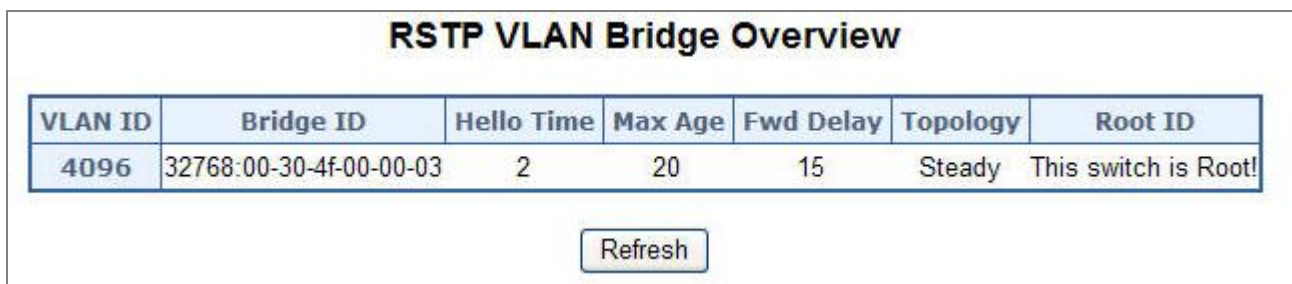 RSTP VLAN Bridge Overview
VLAN ID Bridge ID Hello Time Max Age Fwd Delay Topology Root ID
4096 32768:00-30-4f-00-00-03 2 20 15 Steady This switch is Root!
Refresh